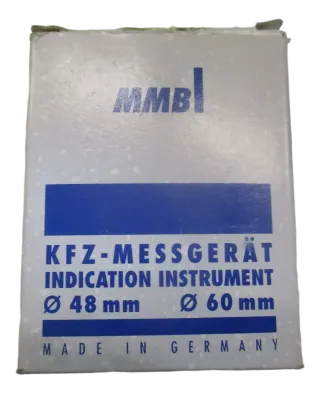 MMB
KFZ-MESSGERÄT
INDICATION INSTRUMENT
Ø 48 mm Ø 60 mm
MADE IN GERMANY